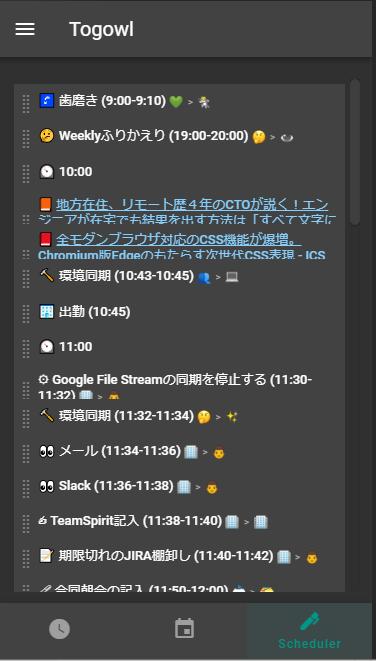 Togowl
歯磨き (9:00-9:10) >
Weeklyふりかえり (19:00-20:00) >
10:00
地方在住、リモート歴４年のCTOが説く！エン
ジニアが在宅でも結果を出す方法は「すべて文字に
全モダンブラウザ対応のCSS機能が爆増。
Chromium版Edgeのもたらす次世代CSS表現 - ICS
環境同期 (10:43-10:45) >
出勤 (10:45)
11:00
Google File Streamの同期を停止する (11:30-
11:32) >
環境同期 (11:32-11:34) >
メール (11:34-11:36) >
Slack (11:36-11:38) >
TeamSpirit記入 (11:38-11:40) >
期限切れのJIRA棚卸し (11:40-11:42) >
合同朝会の記入 (11:50-12:00) >
Scheduler